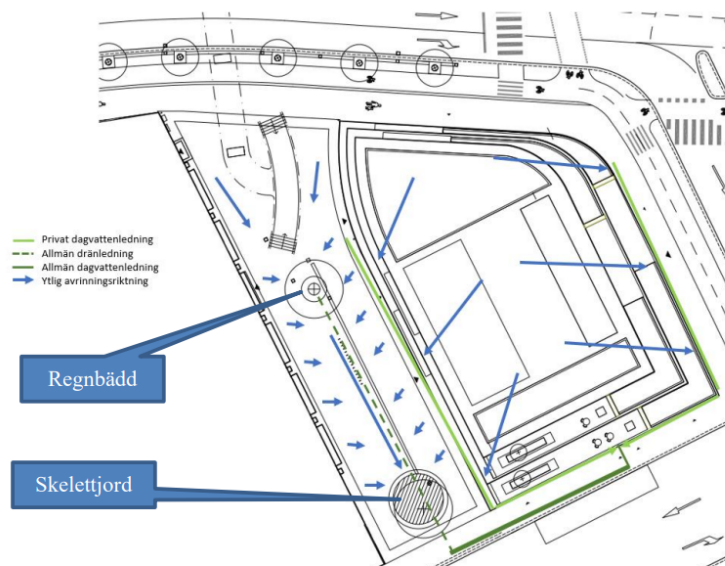 Privat dagvattenledning
Allmän dränledning
Allmän dagvattenledning
Ytlig avrinningsriktning
Regnbädd
Skelettjord